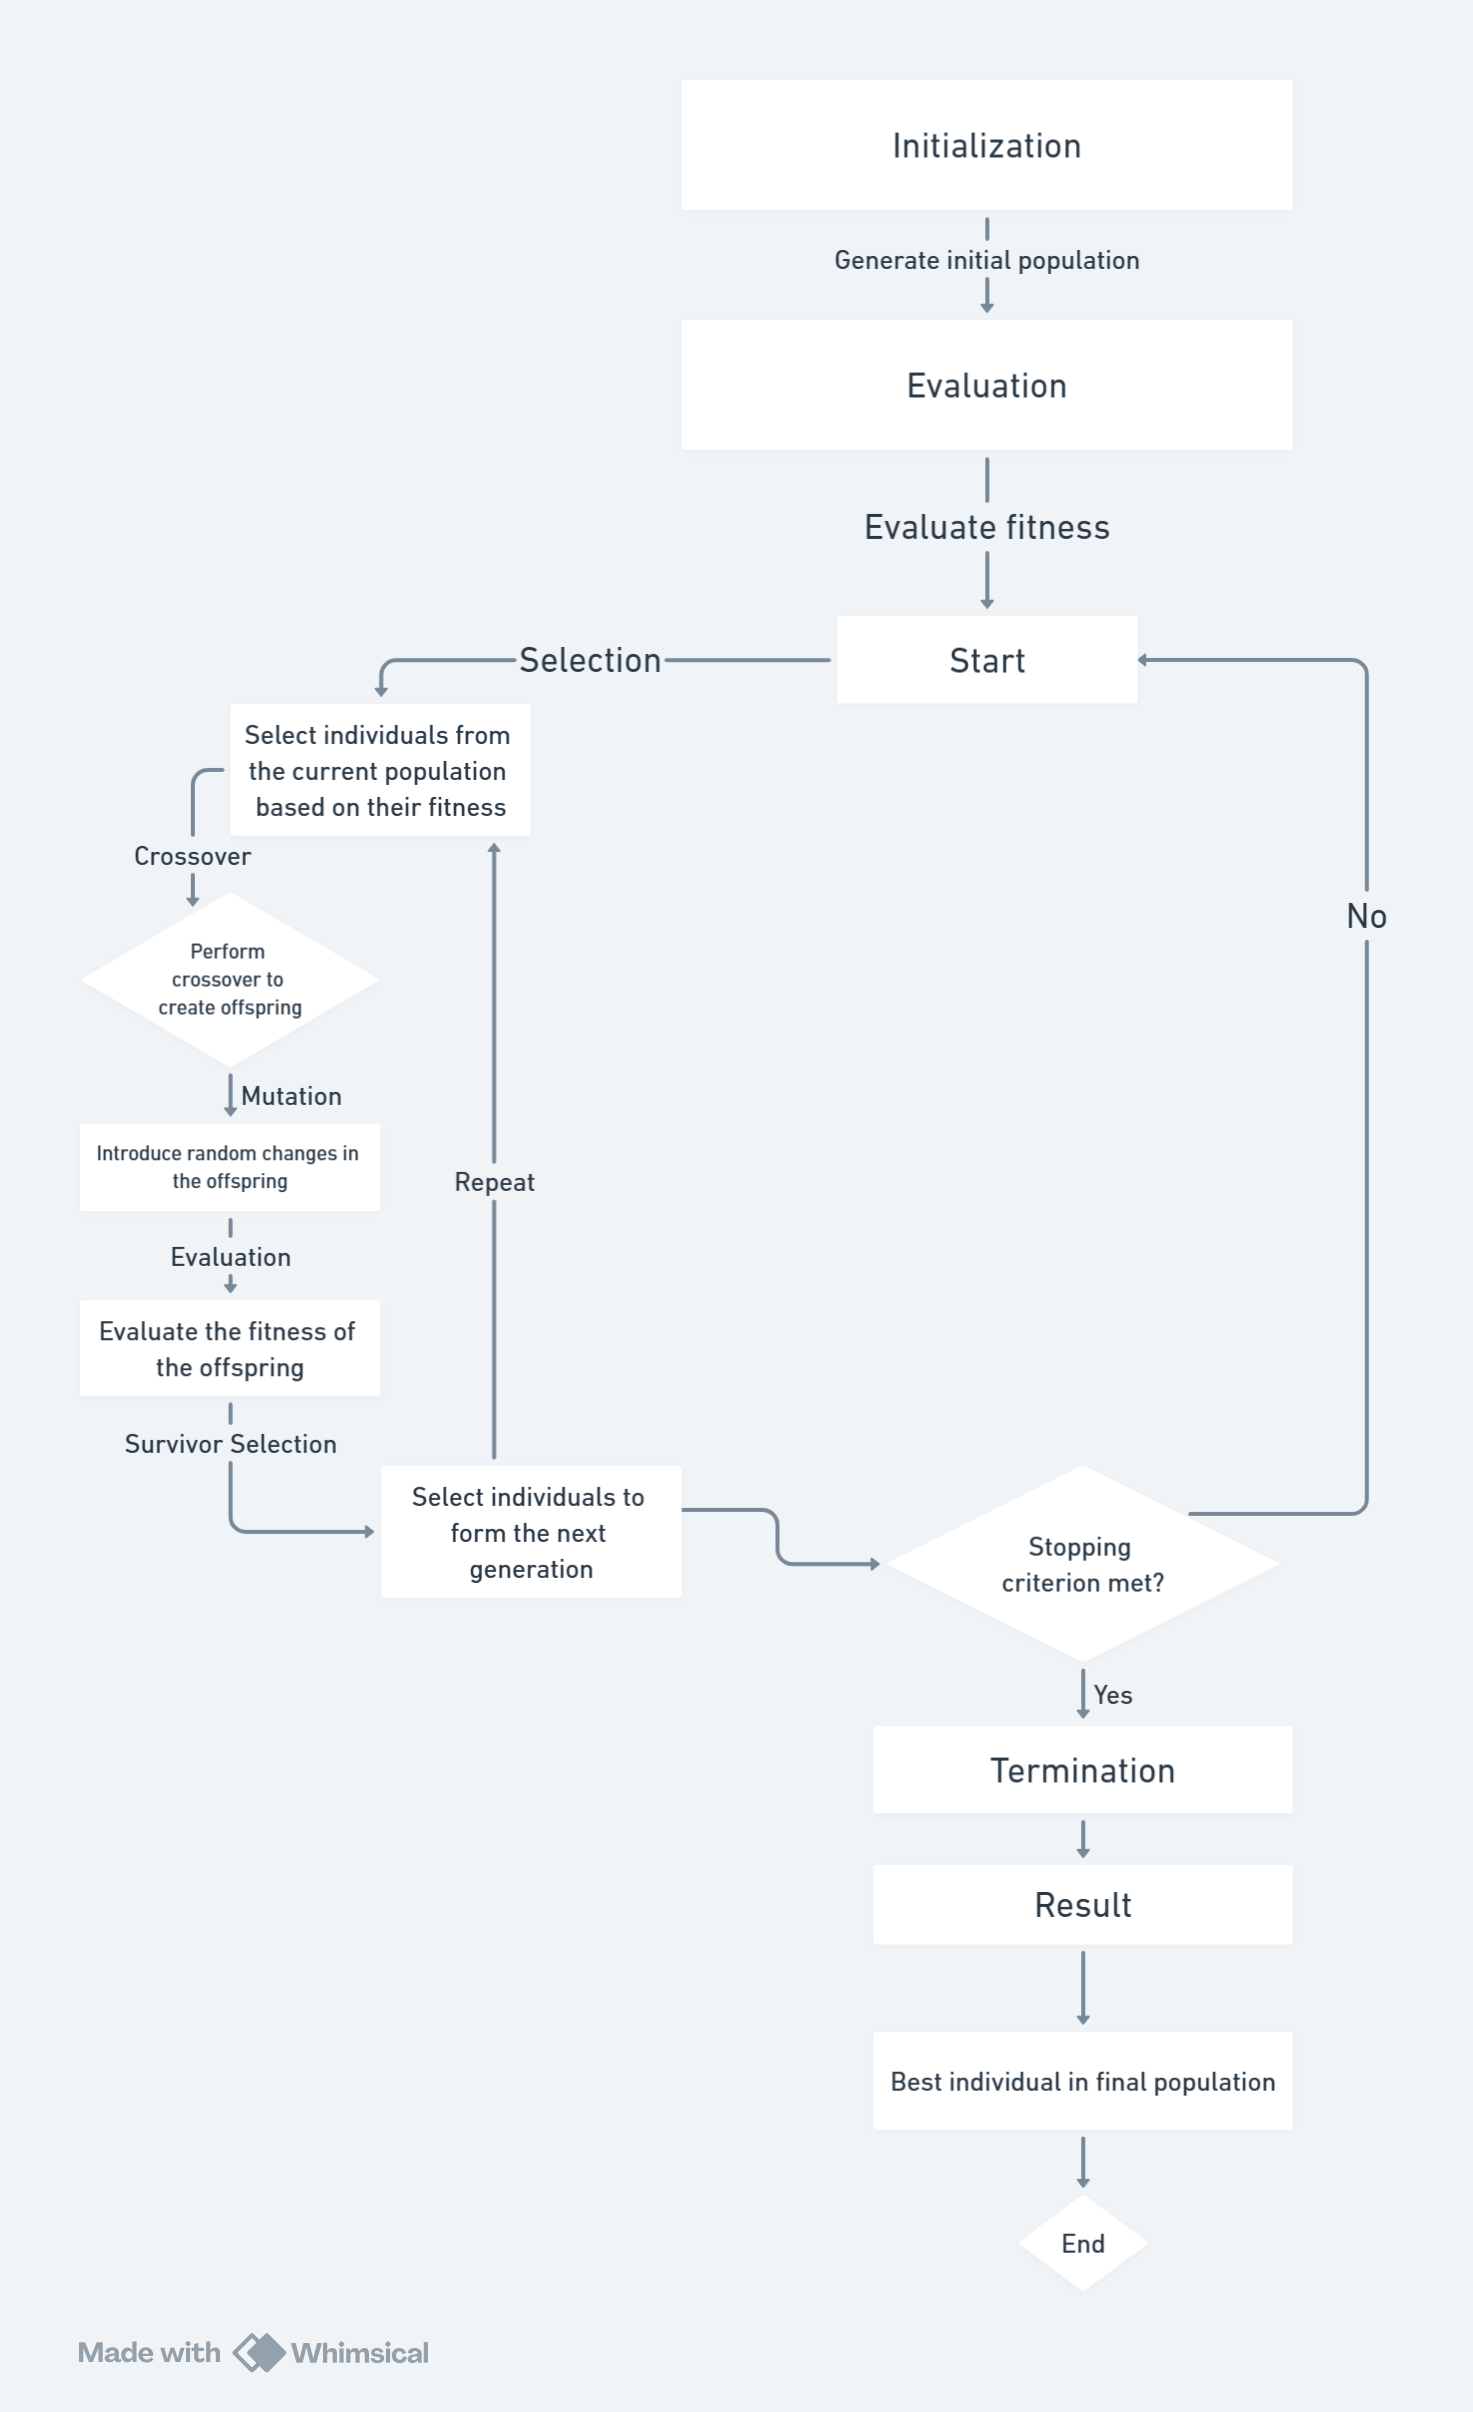 Initialization
Generate initial population
Evaluation
Evaluate fitness
Start
Selection
Select individuals from
the current population
based on their fitness
Crossover
Perform
crossover to
create offspring
Mutation
Introduce random changes in
the offspring
Evaluation
Evaluate the fitness of
the offspring
Survivor Selection
Select individuals to
form the next
generation
Repeat
Stopping
criterion met?
No
Yes
Termination
Result
Best individual in final population
End
Made with Whimsical